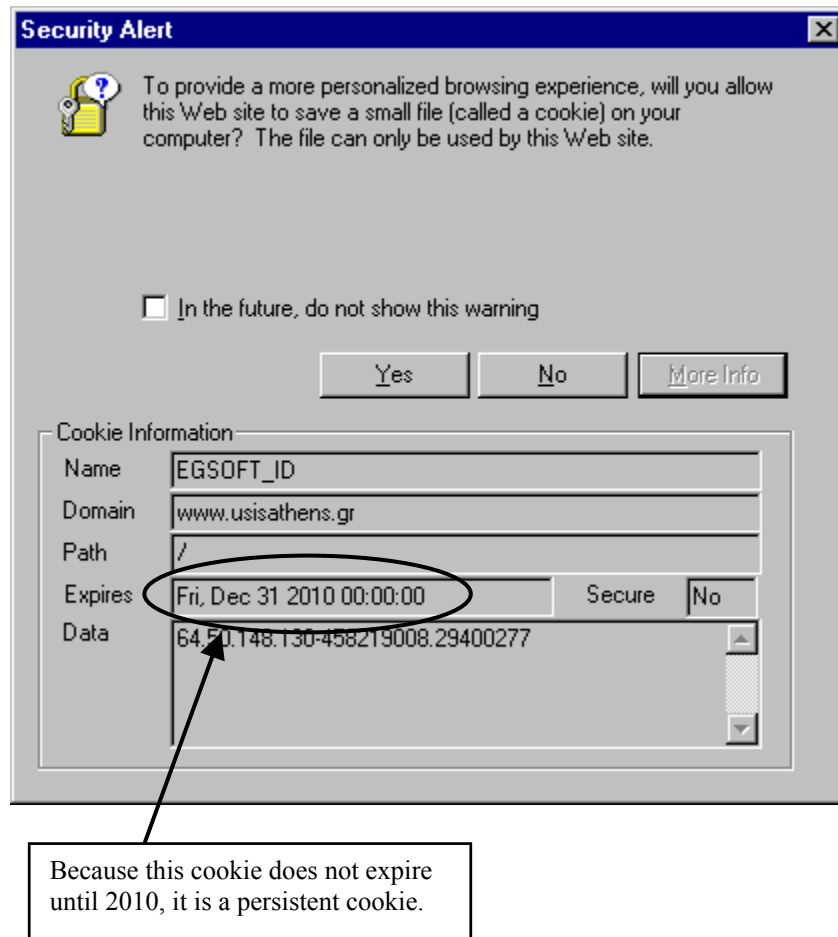 Security Alert
To provide a more personalized browsing experience, will you allow
this Web site to save a small file (called a cookie) on your
computer? The file can only be used by this Web site.
In the future, do not show this warning
Yes No More Info
Cookie Information
Name EGSOFT_ID
Domain www.usisathens.gr
Path /
Expires Fri, Dec 31 2010 00:00:00 Secure No
Data 64.50.148.130-458219008.29400277
Because this cookie does not expire
until 2010, it is a persistent cookie.